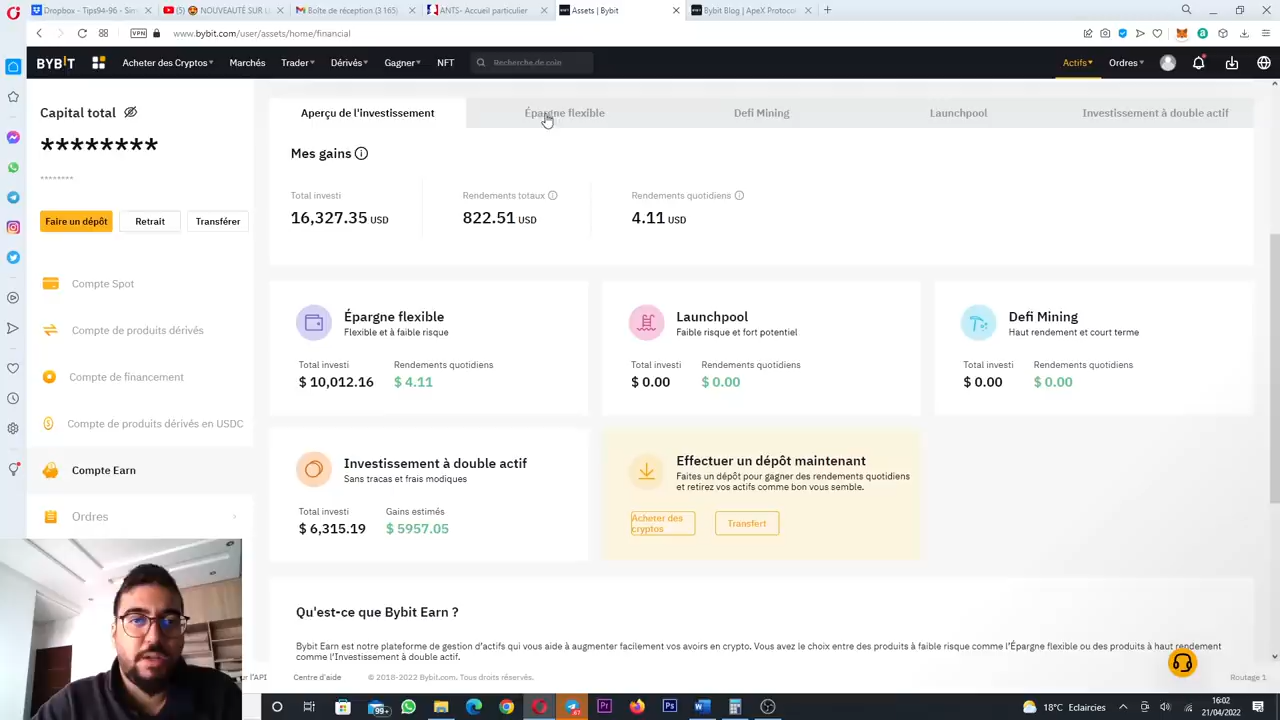 Dropbox - Tips94-96 - Sim
(5) NOUVEAUTÉ SUR L
Boîte de réception (3 165)
ANTS- Accueil particulier
Assets | Bybit
Bybit Blog | ApeX Protoco
VPN
www.bybit.com/user/assets/home/financial
BYBIT
Acheter des Cryptos
Marchés
Trader
Dérivés
Gagner
NFT
Recherche de coin
Actifs
Ordres
Capital total
********
********
Faire un dépôt
Retrait
Transférer
Compte Spot
Compte de produits dérivés
Compte de financement
Compte de produits dérivés en USDC
Compte Earn
Ordres
Aperçu de l'investissement
Épargne flexible
Defi Mining
Launchpool
Investissement à double actif
Mes gains
Total investi
Rendements totaux
Rendements quotidiens
16,327.35 USD
822.51 USD
4.11 USD
Épargne flexible
Flexible et à faible risque
Total investi
Rendements quotidiens
$ 10,012.16
$ 4.11
Launchpool
Faible risque et fort potentiel
Total investi
Rendements quotidiens
$ 0.00
$ 0.00
Defi Mining
Haut rendement et court terme
Total investi
Rendements quotidiens
$ 0.00
$ 0.00
Investissement à double actif
Sans tracas et frais modiques
Total investi
Gains estimés
$ 6,315.19
$ 5957.05
Effectuer un dépôt maintenant
Faites un dépôt pour gagner des rendements quotidiens
et retirez vos actifs comme bon vous semble.
Acheter des
cryptos
Transfert
Qu'est-ce que Bybit Earn ?
Bybit Earn est notre plateforme de gestion d'actifs qui vous aide à augmenter facilement vos avoirs en crypto. Vous avez le choix entre des produits à faible risque comme l'Épargne flexible ou des produits à haut rendement
comme l'Investissement à double actif.
ur l'API
Centre d'aide
© 2018-2022 Bybit.com. Tous droits réservés.
Routage 1
99+
Pr
Ps
18°C Eclaircies
16:02
21/04/2022